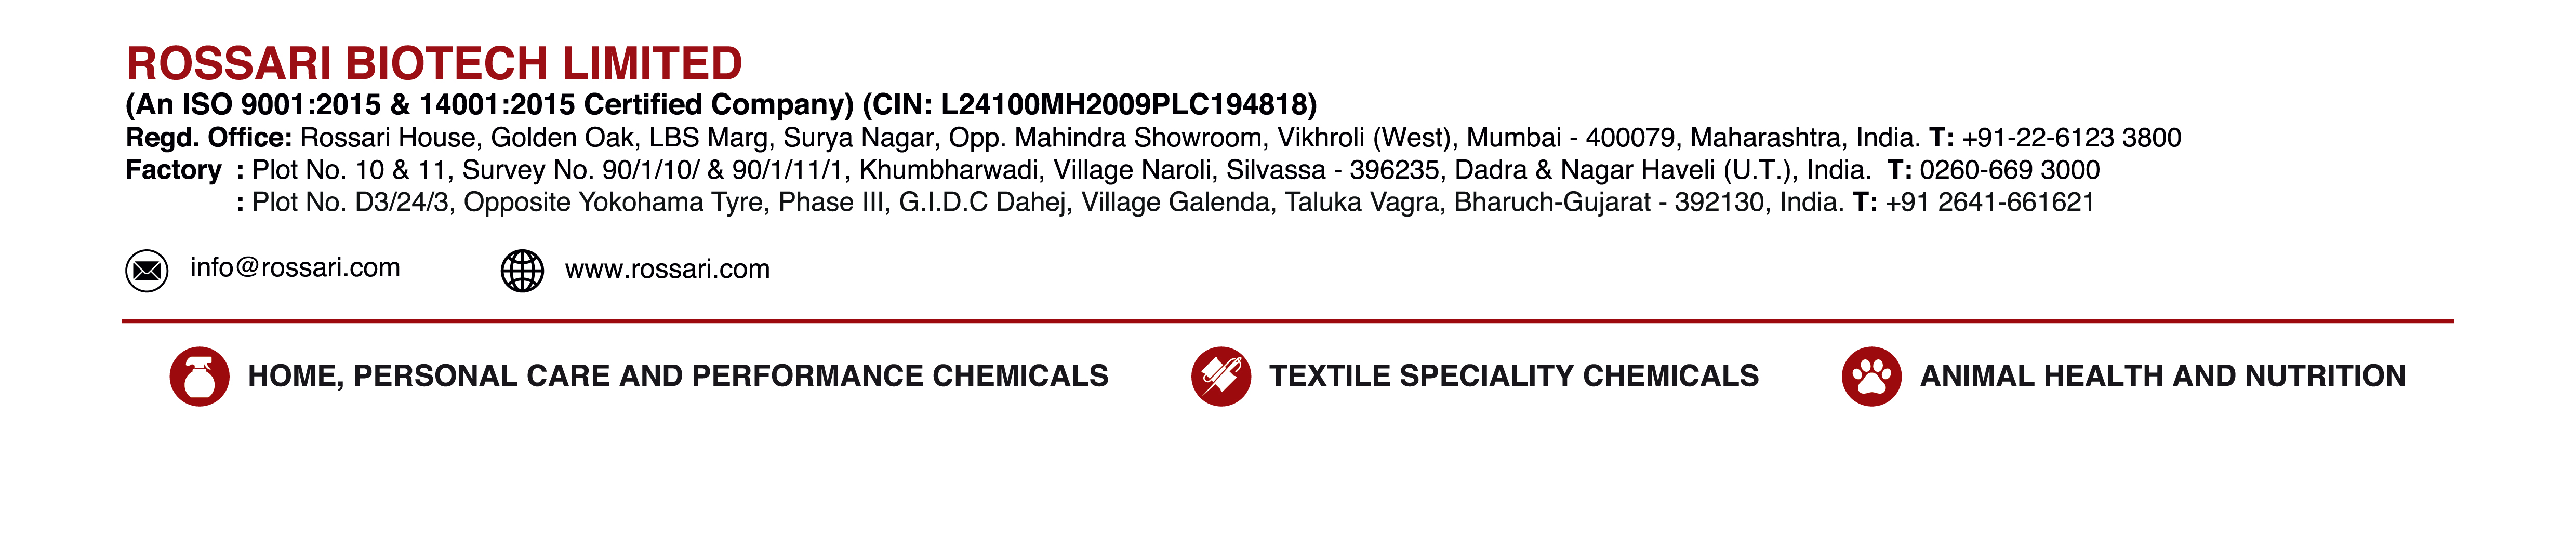 ROSSARI BIOTECH LIMITED
(An ISO 9001:2015 & 14001:2015 Certified Company) (CIN: L24100MH2009PLC194818)
Regd. Office: Rossari House, Golden Oak, LBS Marg, Surya Nagar, Opp. Mahindra Showroom, Vikhroli (West), Mumbai - 400079, Maharashtra, India. T: +91-22-6123 3800
Factory : Plot No. 10 & 11, Survey No. 90/1/10/ & 90/1/11/1, Khumbharwadi, Village Naroli, Silvassa - 396235, Dadra & Nagar Haveli (U.T.), India. T: 0260-669 3000
: Plot No. D3/24/3, Opposite Yokohama Tyre, Phase III, G.I.D.C Dahej, Village Galenda, Taluka Vagra, Bharuch-Gujarat - 392130, India. T: +91 2641-661621
info@rossari.com www.rossari.com
HOME, PERSONAL CARE AND PERFORMANCE CHEMICALS TEXTILE SPECIALITY CHEMICALS ANIMAL HEALTH AND NUTRITION